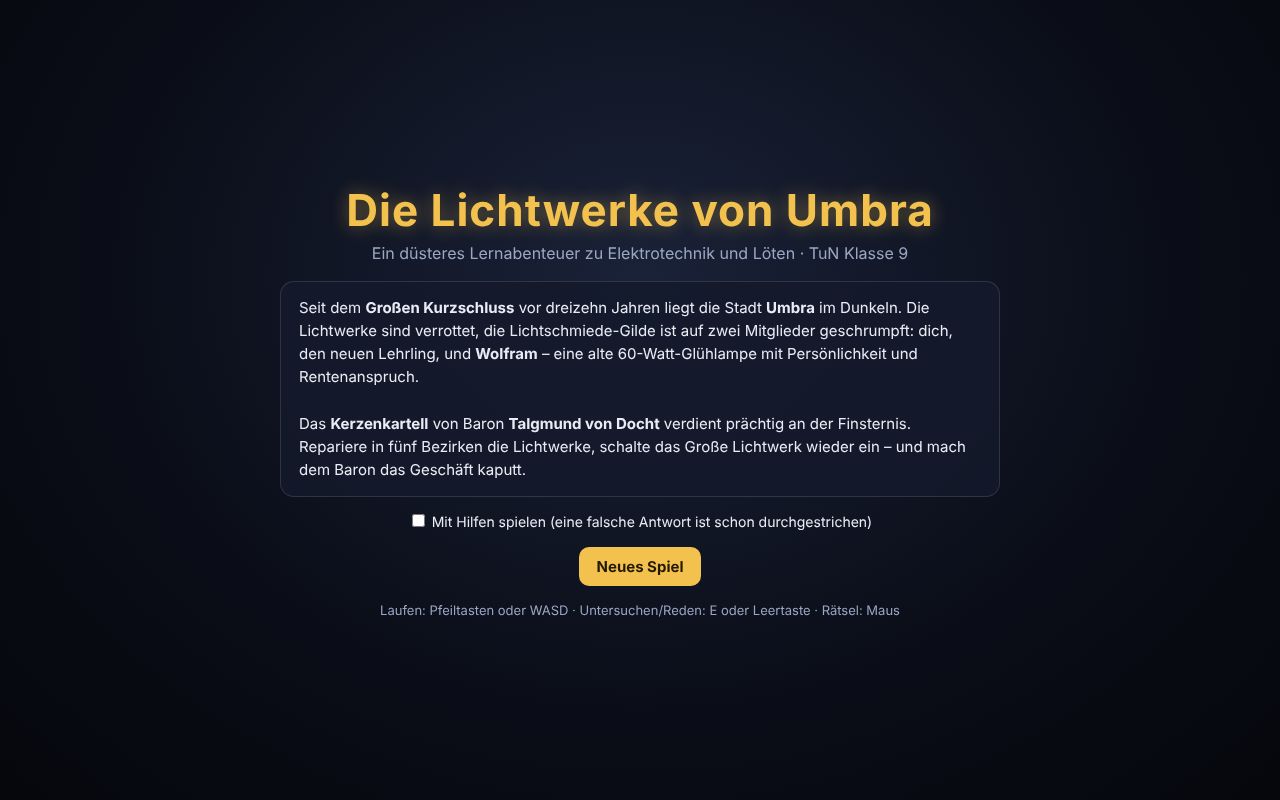 Die Lichtwerke von Umbra
Ein düsteres Lernabenteuer zu Elektrotechnik und Löten · TuN Klasse 9
Seit dem Großen Kurzschluss vor dreizehn Jahren liegt die Stadt Umbra im Dunkeln. Die
Lichtwerke sind verrottet, die Lichtschmiede-Gilde ist auf zwei Mitglieder geschrumpft: dich,
den neuen Lehrling, und Wolfram – eine alte 60-Watt-Glühlampe mit Persönlichkeit und
Rentenanspruch.
Das Kerzenkartell von Baron Talgmund von Docht verdient prächtig an der Finsternis.
Repariere in fünf Bezirken die Lichtwerke, schalte das Große Lichtwerk wieder ein – und mach
dem Baron das Geschäft kaputt.
Mit Hilfen spielen (eine falsche Antwort ist schon durchgestrichen)
Neues Spiel
Laufen: Pfeiltasten oder WASD · Untersuchen/Reden: E oder Leertaste · Rätsel: Maus